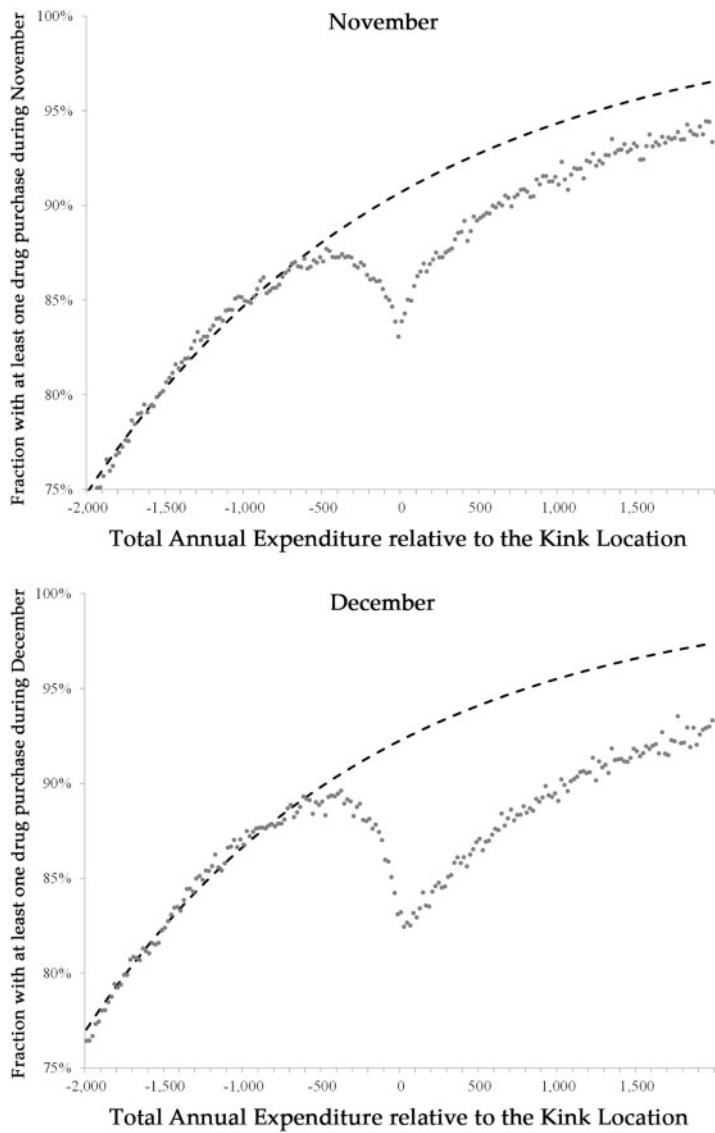 November
Fraction with at least one drug purchase during November
100%
95%
90%
85%
80%
75%
-2,000 -1,500 -1,000 -500 0 500 1,000 1,500
Total Annual Expenditure relative to the Kink Location
December
Fraction with at least one drug purchase during December
100%
95%
90%
85%
80%
75%
-2,000 -1,500 -1,000 -500 0 500 1,000 1,500
Total Annual Expenditure relative to the Kink Location